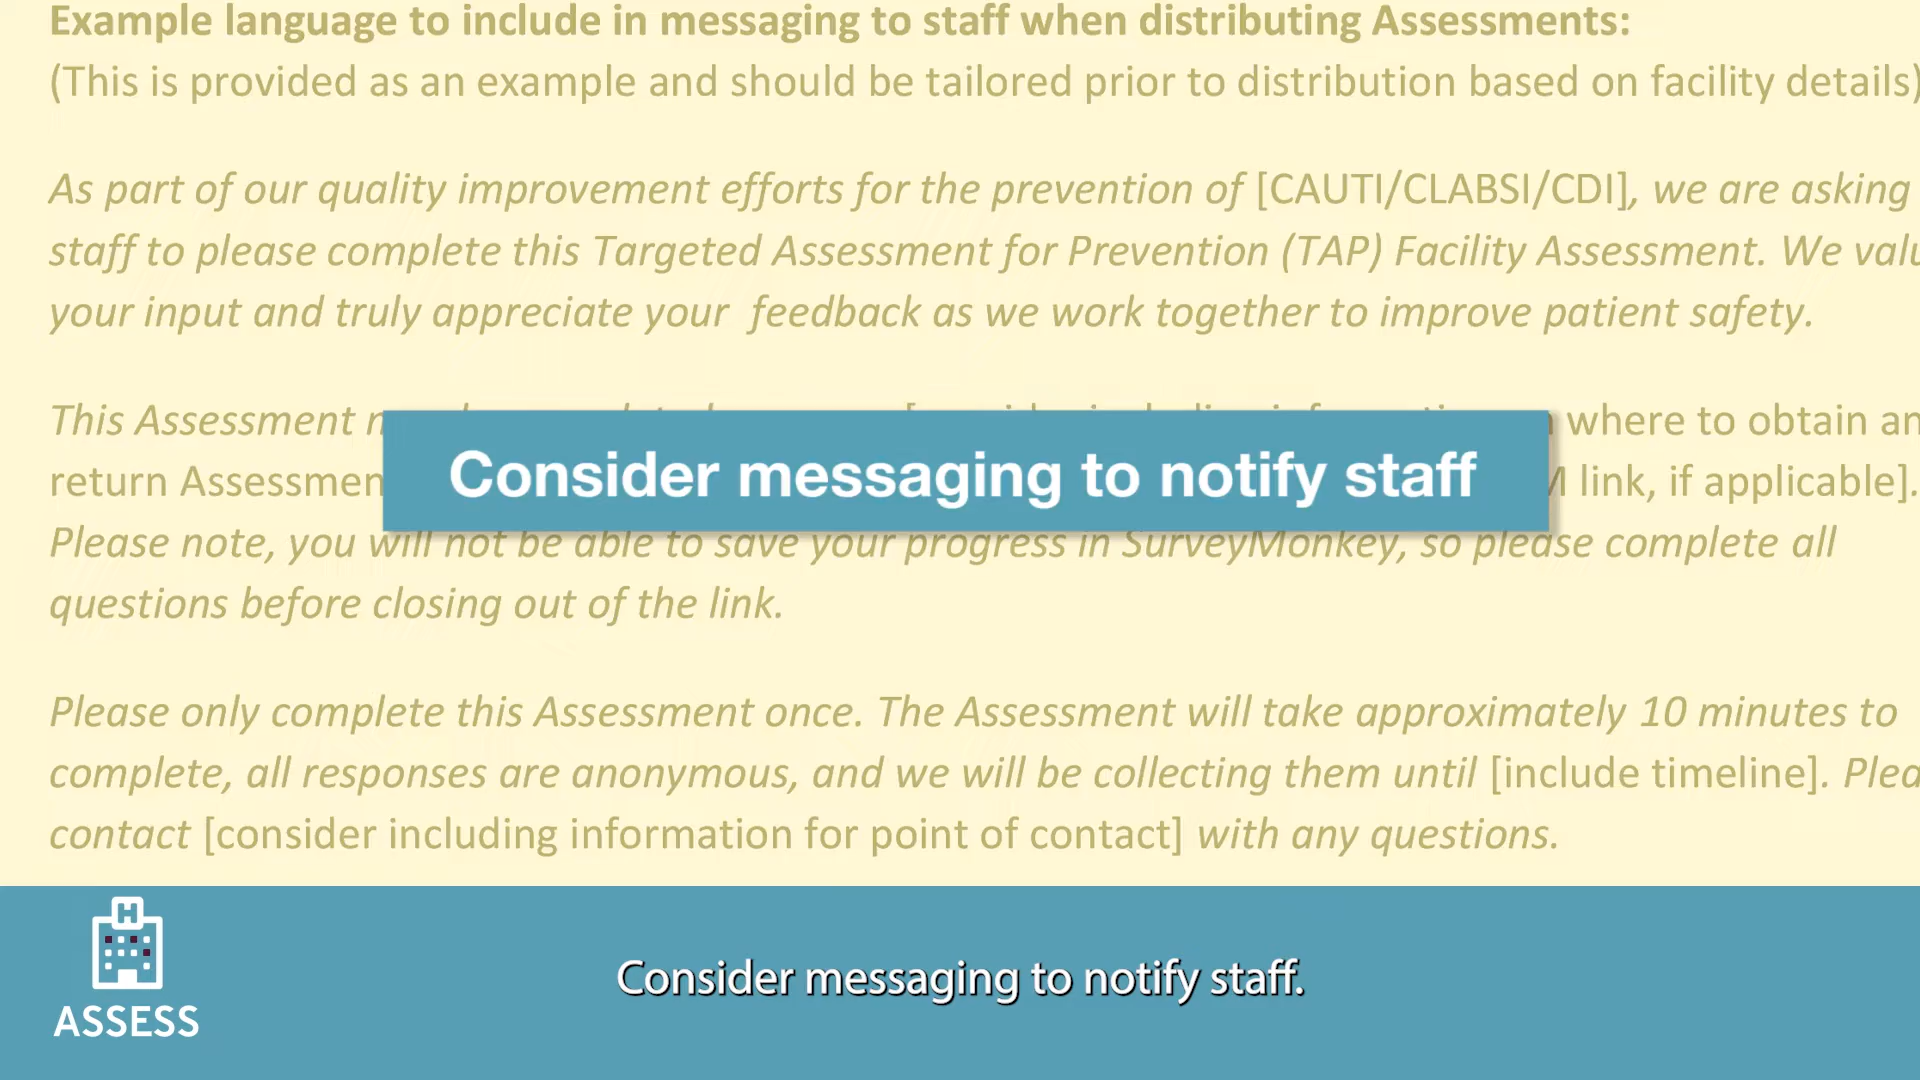 Example language to include in messaging to staff when distributing Assessments:
(This is provided as an example and should be tailored prior to distribution based on facility details)
As part of our quality improvement efforts for the prevention of [CAUTI/CLABSI/CDI], we are asking
staff to please complete this Targeted Assessment for Prevention (TAP) Facility Assessment. We
your input and truly appreciate your feedback as we work together to improve patient safety.
This Assessment where to obtain
return link, if applicable].
Consider messaging to notify staff
Please note, you will not be able to save your progress in SurveyMonkey, so please complete all
questions before closing out of the link.
Please only complete this Assessment once. The Assessment will take approximately 10 minutes to
complete, all responses are anonymous, and we will be collecting them until [include timeline].
contact [consider including information for point of contact] with any questions.
H
ASSESS
Consider messaging to notify staff.